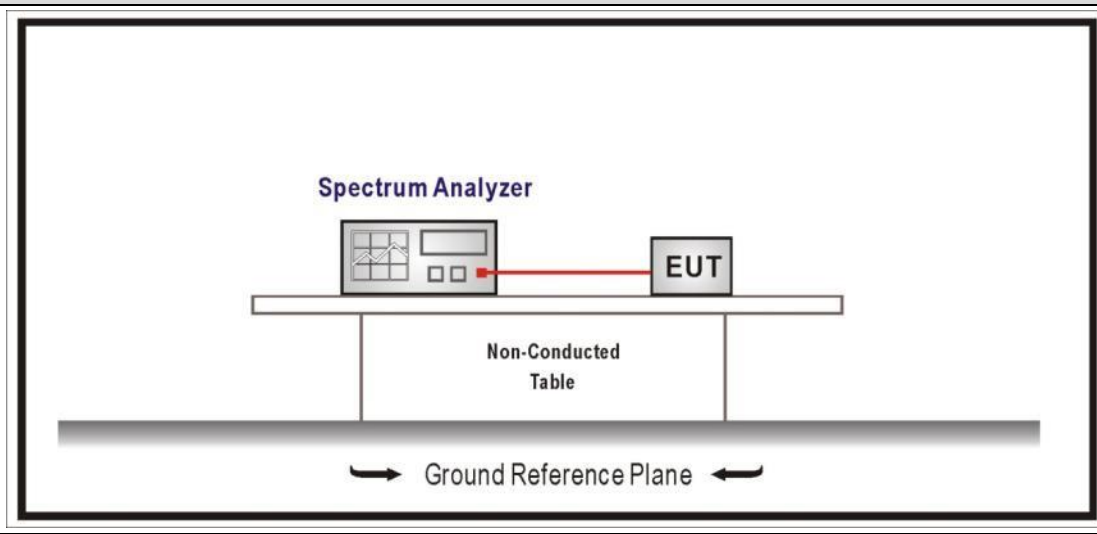 Spectrum Analyzer
EUT
Non-Conducted
Table
Ground Reference Plane